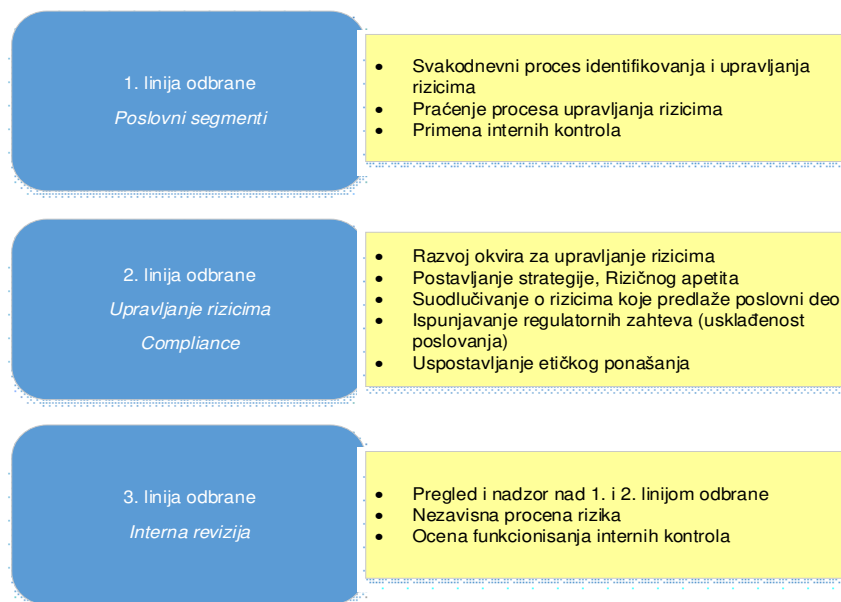 1. linija odbrane
Poslovni segmenti
• Svakodnevni proces identifikovanja i upravljanja
rizicima
• Praćenje procesa upravljanja rizicima
• Primena internih kontrola
2. linija odbrane
Upravljanje rizicima
Compliance
• Razvoj okvira za upravljanje rizicima
• Postavljanje strategije, Rizičnog apetita
• Suodlučivanje o rizicima koje predlaže poslovni deo
• Ispunjavanje regulatornih zahteva (usklađenost
poslovanja)
• Uspostavljanje etičkog ponašanja
3. linija odbrane
Interna revizija
• Pregled i nadzor nad 1. i 2. linijom odbrane
• Nezavisna procena rizika
• Ocena funkcionisanja internih kontrola